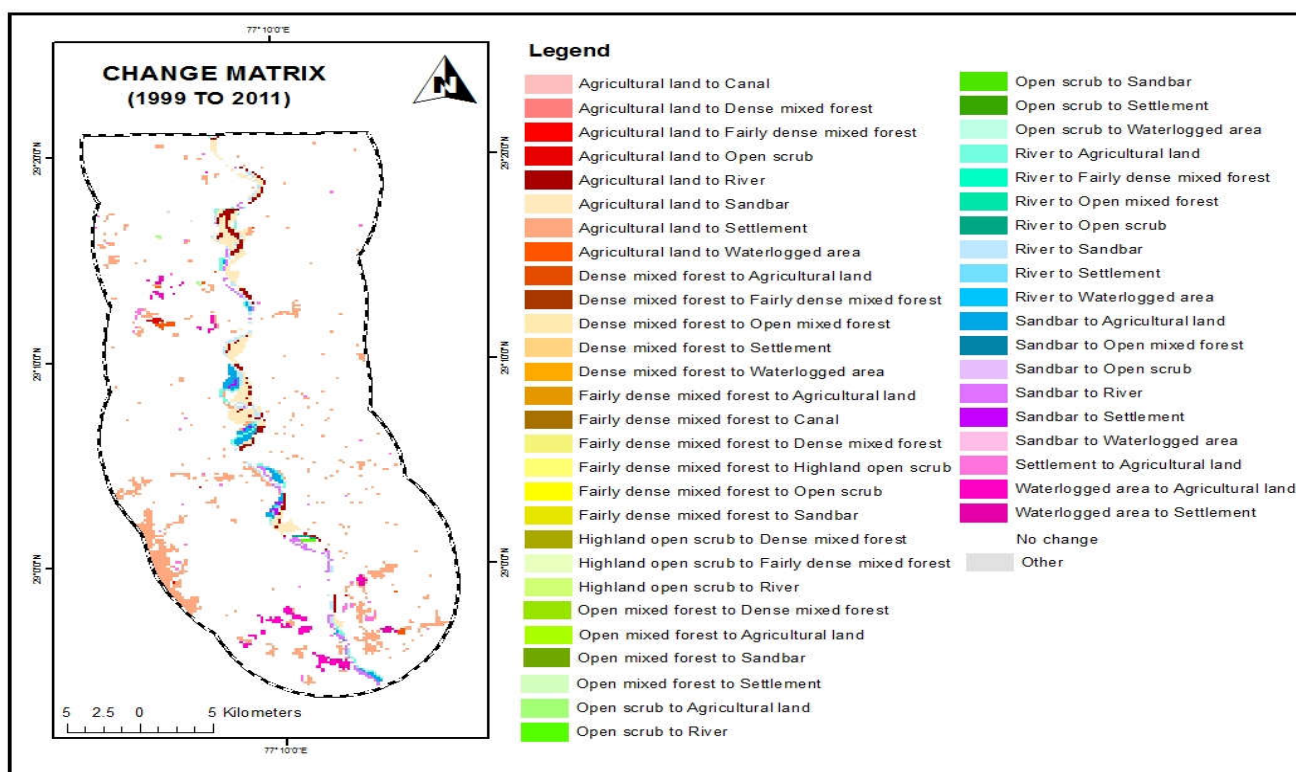 77° 10'0"E
CHANGE MATRIX
(1999 TO 2011)
N
29°20'0"N
29°20'0"N
29°10'0"N
29°10'0"N
29°0'0"N
29°0'0"N
5 2.5 0 5 Kilometers
77° 10'0"E
Legend
Agricultural land to Canal
Agricultural land to Dense mixed forest
Agricultural land to Fairly dense mixed forest
Agricultural land to Open scrub
Agricultural land to River
Agricultural land to Sandbar
Agricultural land to Settlement
Agricultural land to Waterlogged area
Dense mixed forest to Agricultural land
Dense mixed forest to Fairly dense mixed forest
Dense mixed forest to Open mixed forest
Dense mixed forest to Settlement
Dense mixed forest to Waterlogged area
Fairly dense mixed forest to Agricultural land
Fairly dense mixed forest to Canal
Fairly dense mixed forest to Dense mixed forest
Fairly dense mixed forest to Highland open scrub
Fairly dense mixed forest to Open scrub
Fairly dense mixed forest to Sandbar
Highland open scrub to Dense mixed forest
Highland open scrub to Fairly dense mixed forest
Highland open scrub to River
Open mixed forest to Dense mixed forest
Open mixed forest to Agricultural land
Open mixed forest to Sandbar
Open mixed forest to Settlement
Open scrub to Agricultural land
Open scrub to River
Open scrub to Sandbar
Open scrub to Settlement
Open scrub to Waterlogged area
River to Agricultural land
River to Fairly dense mixed forest
River to Open mixed forest
River to Open scrub
River to Sandbar
River to Settlement
River to Waterlogged area
Sandbar to Agricultural land
Sandbar to Open mixed forest
Sandbar to Open scrub
Sandbar to River
Sandbar to Settlement
Sandbar to Waterlogged area
Settlement to Agricultural land
Waterlogged area to Agricultural land
Waterlogged area to Settlement
No change
Other